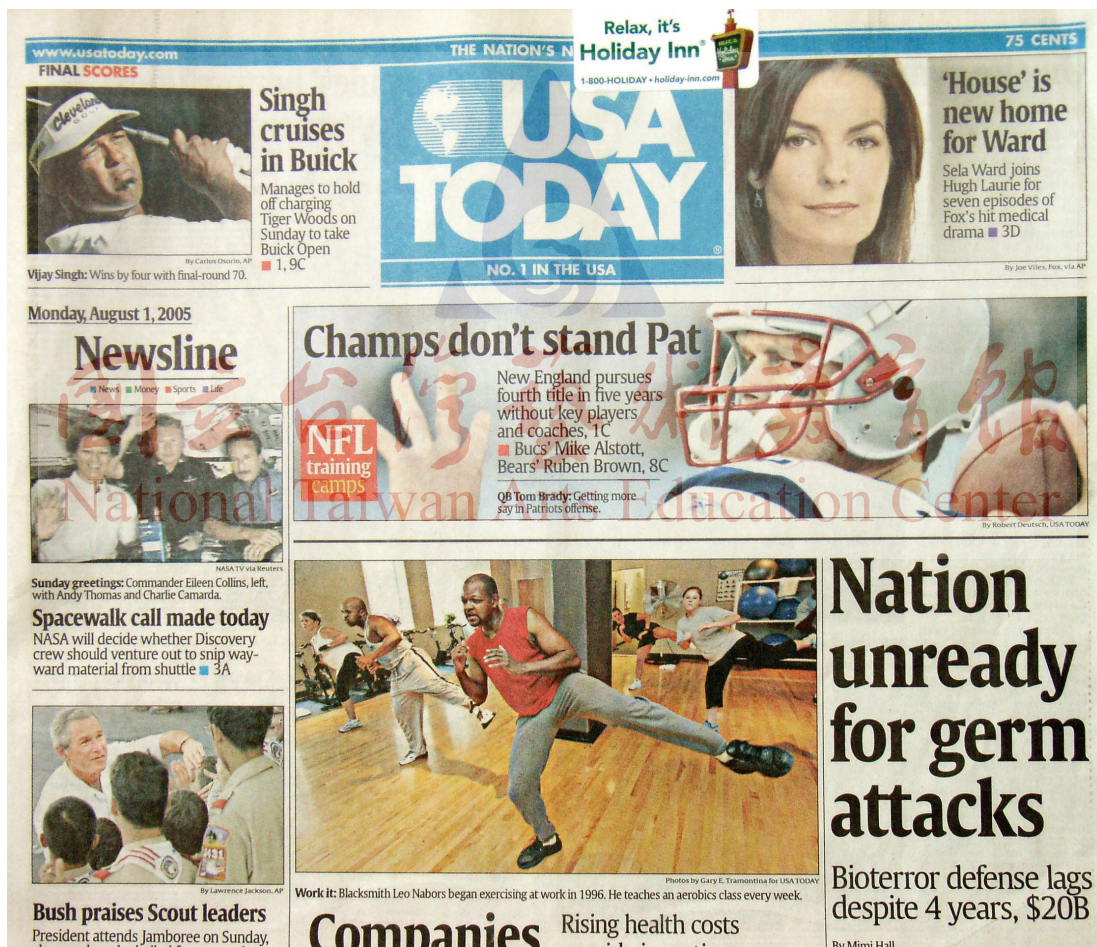 Relax, it's
Holiday Inn®
1-800-HOLIDAY • holiday-inn.com
www.usatoday.com
THE NATION'S N
75 CENTS
FINAL SCORES
Cleveland
GOLF
Singh
cruises
in Buick
Manages to hold
off charging
Tiger Woods on
Sunday to take
Buick Open
■ 1, 9C
By Carlos Osorio, AP
Vijay Singh: Wins by four with final-round 70.
USA
TODAY
®
NO. 1 IN THE USA
'House' is
new home
for Ward
Sela Ward joins
Hugh Laurie for
seven episodes of
Fox's hit medical
drama ■ 3D
By Joe Viles, Fox, via AP
Monday, August 1, 2005
Newsline
■ News ■ Money ■ Sports ■ Life
NASA TV via Reuters
Sunday greetings: Commander Eileen Collins, left,
with Andy Thomas and Charlie Camarda.
Spacewalk call made today
NASA will decide whether Discovery
crew should venture out to snip way-
ward material from shuttle ■ 3A
By Lawrence Jackson, AP
Bush praises Scout leaders
President attends Jamboree on Sunday,
Champs don't stand Pat
New England pursues
fourth title in five years
without key players
and coaches, 1C
■ Bucs' Mike Alstott,
Bears' Ruben Brown, 8C
NFL
training
camps
QB Tom Brady: Getting more
say in Patriots offense.
By Robert Deutsch, USA TODAY
國立台灣藝術教育館
National Taiwan Arts Education Center
Photos by Gary E. Tramontina for USA TODAY
Work it: Blacksmith Leo Nabors began exercising at work in 1996. He teaches an aerobics class every week.
Companies
Rising health costs
Nation
unready
for germ
attacks
Bioterror defense lags
despite 4 years, $20B
By Mimi Hall